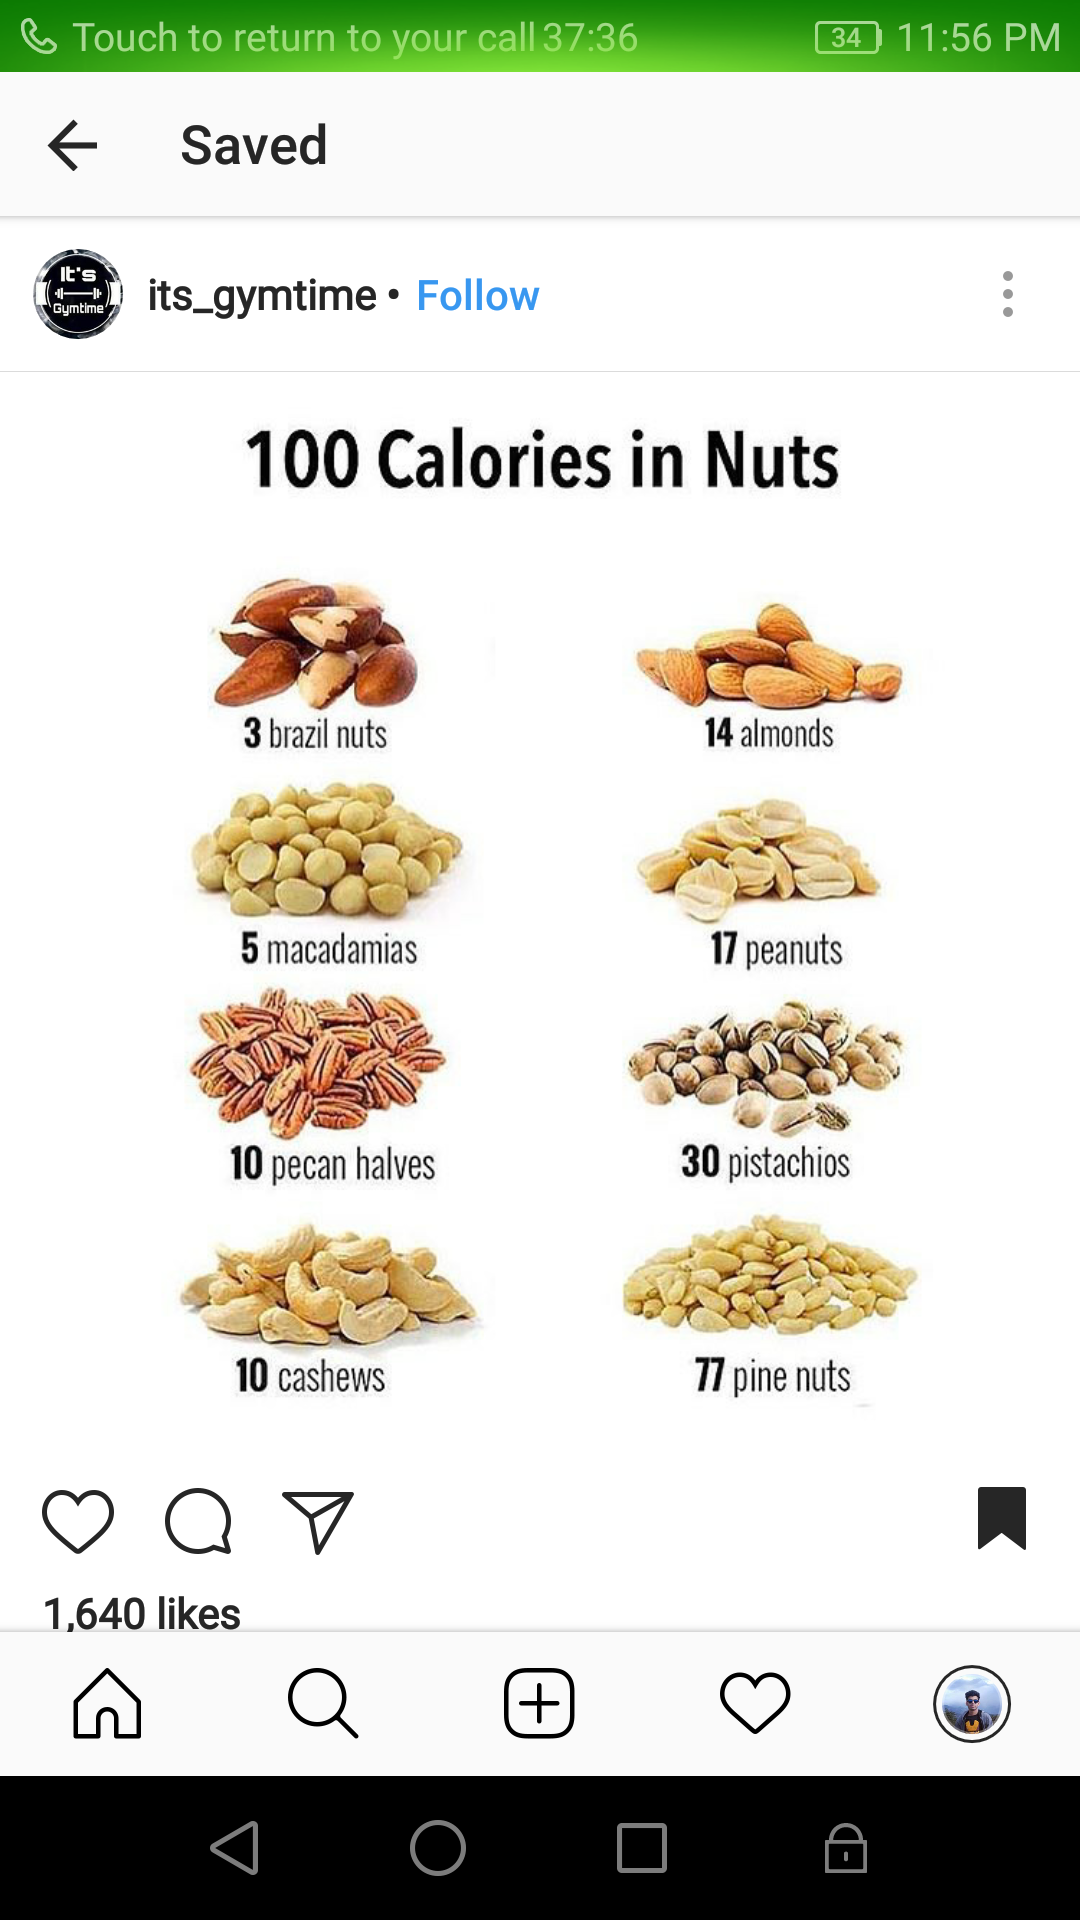 Touch to return to your call 37:36 34 11:56 PM
Saved
It's
Gymtime
its_gymtime • Follow
100 Calories in Nuts
3 brazil nuts
14 almonds
5 macadamias
17 peanuts
10 pecan halves
30 pistachios
10 cashews
77 pine nuts
1,640 likes